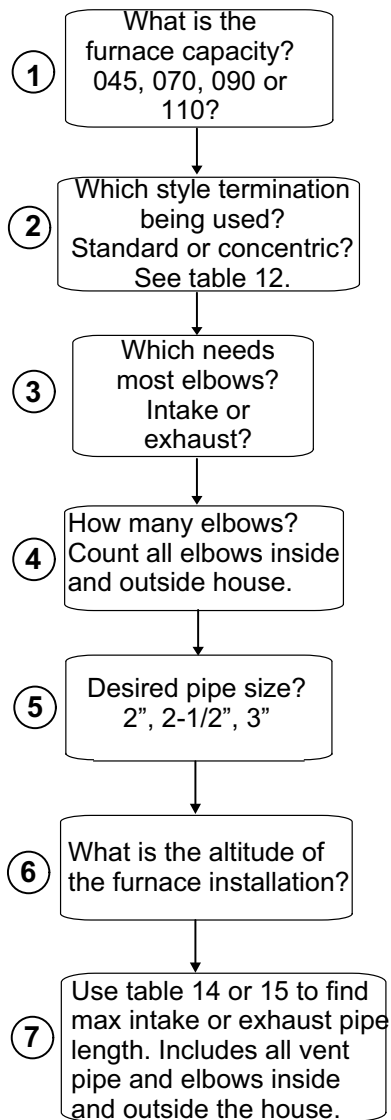 1
What is the
furnace capacity?
045, 070, 090 or
110?
2
Which style termination
being used?
Standard or concentric?
See table 12.
3
Which needs
most elbows?
Intake or
exhaust?
4
How many elbows?
Count all elbows inside
and outside house.
5
Desired pipe size?
2”, 2-1/2”, 3”
6
What is the altitude of
the furnace installation?
7
Use table 14 or 15 to find
max intake or exhaust pipe
length. Includes all vent
pipe and elbows inside
and outside the house.